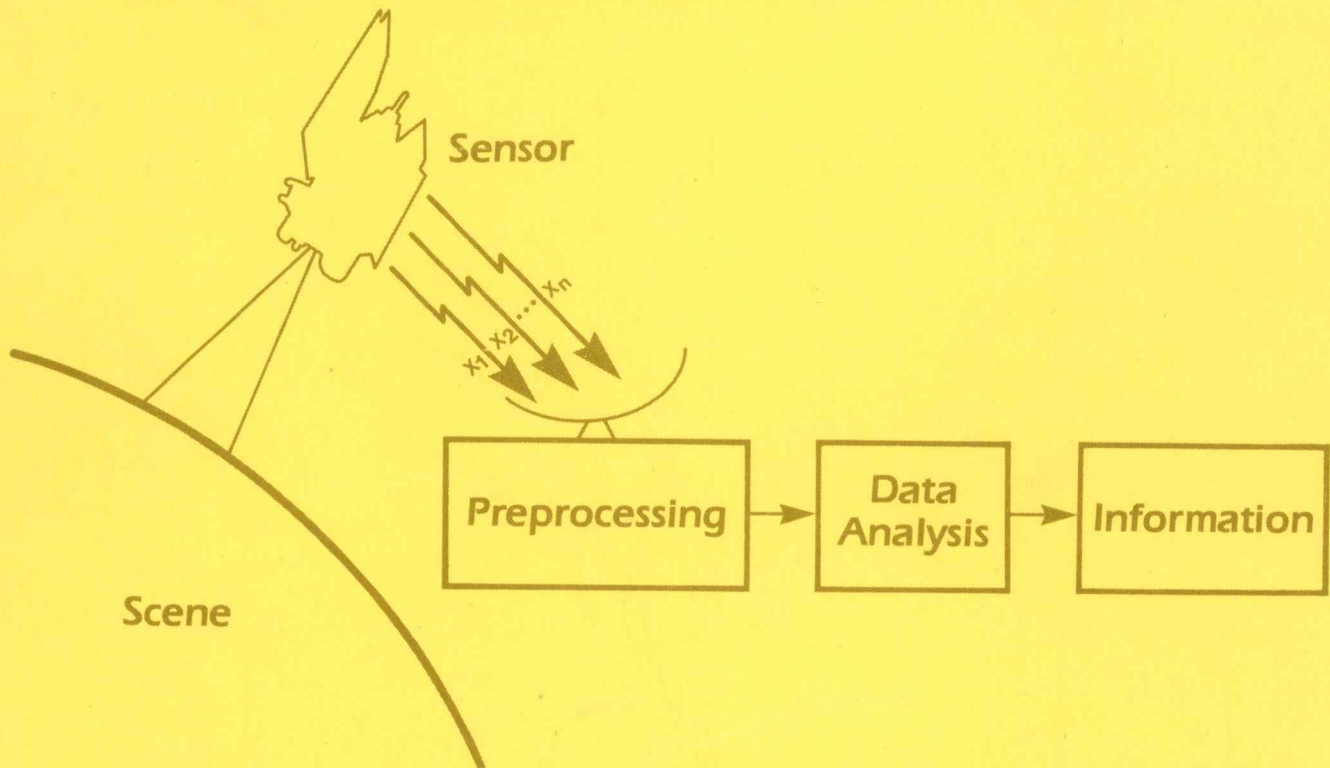 Sensor
x1 x2 ... xn
Preprocessing
Data
Analysis
Information
Scene